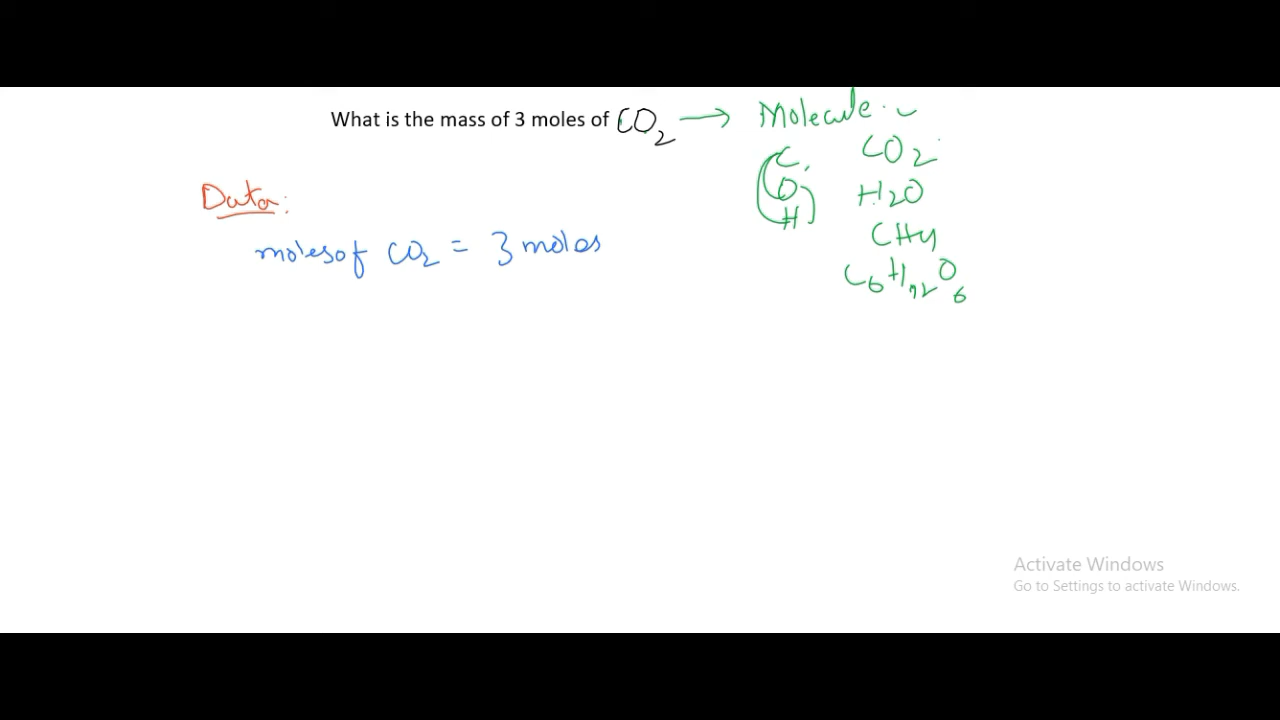 What is the mass of 3 moles of CO2 → Molecule.
C, CO2
Data: O H2O
H
moles of CO2 = 3 moles CH4
C6H12O6
Activate Windows
Go to Settings to activate Windows.